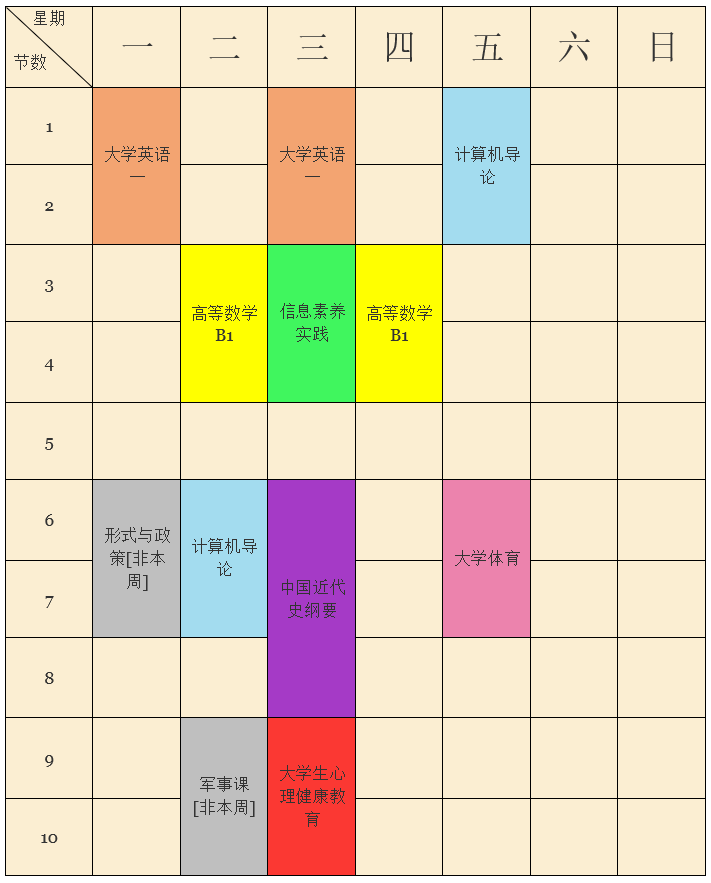 星期
节数
一
二
三
四
五
六
日
1
大学英语
一
大学英语
一
计算机导
论
2
3
高等数学
B1
信息素养
实践
高等数学
B1
4
5
6
形式与政
策[非本
周]
计算机导
论
中国近代
史纲要
大学体育
7
8
9
军事课
[非本周]
大学生心
理健康教
育
10